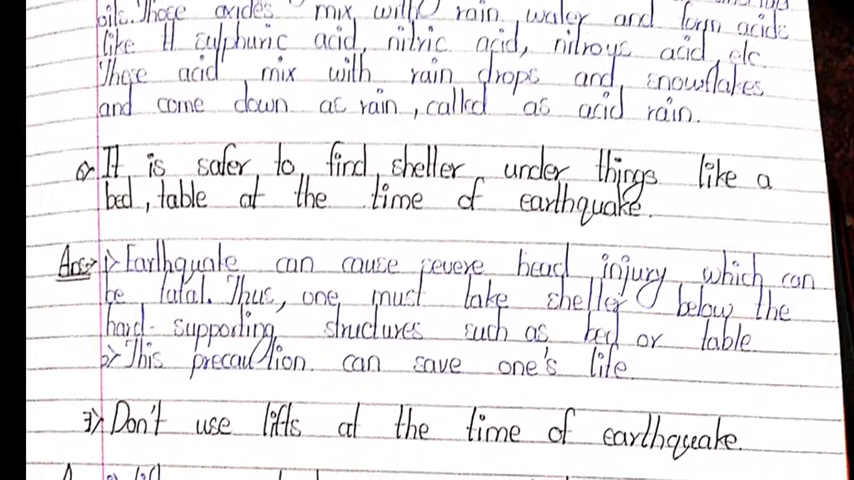 oils. These oxides mix with rain water and form acids
like H sulphuric acid, nitric acid, nitroys acid, etc.
These acid mix with rain drops and snowflakes
and come down as rain, called as acid rain.
It is safer to find shelter under things like a
bed, table at the time of earthquake.
Ans:- 1> Earthquake can cause severe head injury which can
be fatal. Thus, one must take shelter below the
hard supporting structures such as bed or table
2> This precaution can save one's life
3> Don't use lifts at the time of earthqeake.